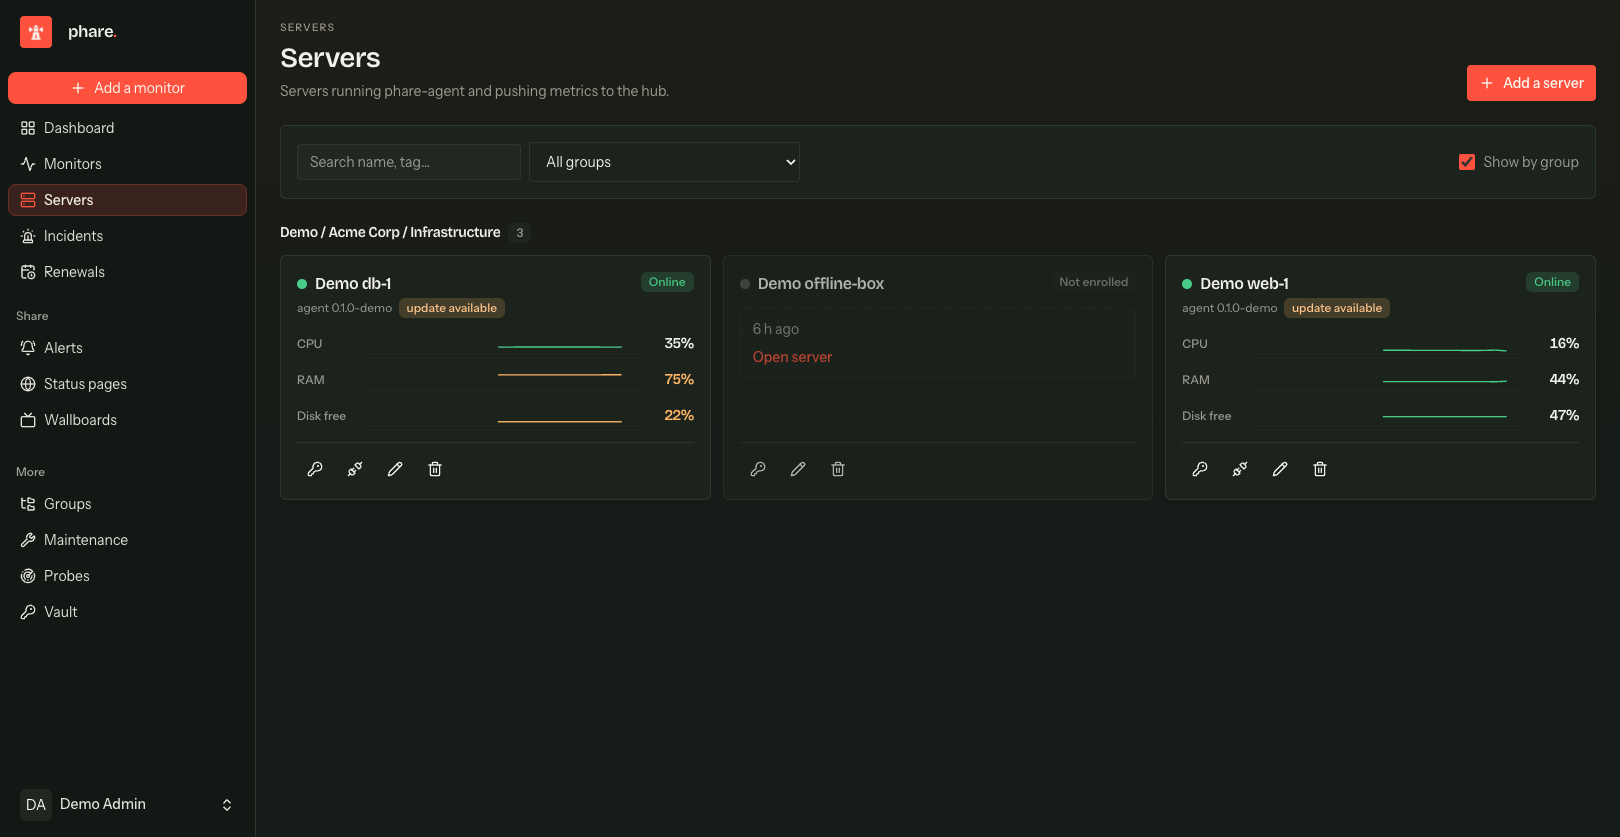 phare.
Add a monitor
Dashboard
Monitors
Servers
Incidents
Renewals
Share
Alerts
Status pages
Wallboards
More
Groups
Maintenance
Probes
Vault
DA Demo Admin
SERVERS
Servers
Servers running phare-agent and pushing metrics to the hub.
Add a server
Search name, tag...
All groups
Show by group
Demo / Acme Corp / Infrastructure 3
Demo db-1 Online
agent 0.1.0-demo update available
CPU 35%
RAM 75%
Disk free 22%
Demo offline-box Not enrolled
6 h ago
Open server
Demo web-1 Online
agent 0.1.0-demo update available
CPU 16%
RAM 44%
Disk free 47%